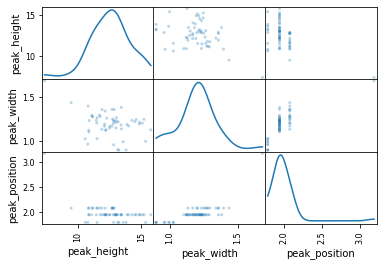 peak_height
15
10
peak_width
1.5
1.0
peak_position
3.0
2.5
2.0
10
15
1.0
1.5
2.0
3.0
peak_height
peak_width
peak_position